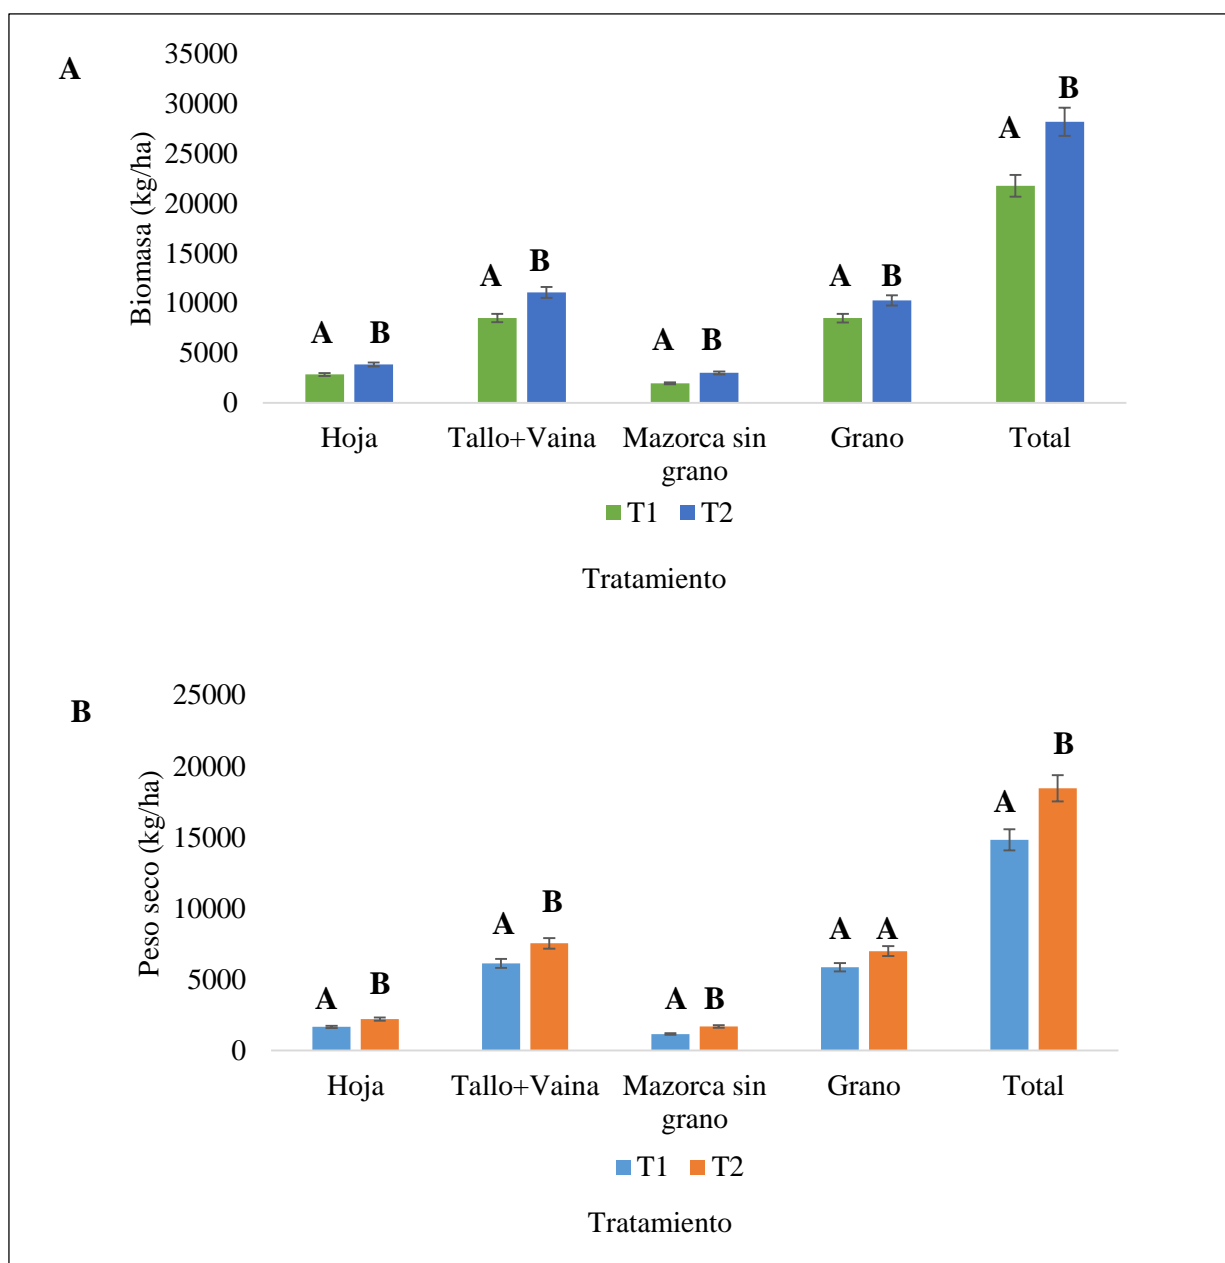 A
35000
30000
25000
20000
15000
10000
5000
0
Biomasa (kg/ha)
A B
A B
A B
A B
A B
Hoja Tallo+Vaina Mazorca sin grano Grano Total
T1 T2
Tratamiento
B
25000
20000
15000
10000
5000
0
Peso seco (kg/ha)
A B
A B
A B
A A
A B
Hoja Tallo+Vaina Mazorca sin grano Grano Total
T1 T2
Tratamiento